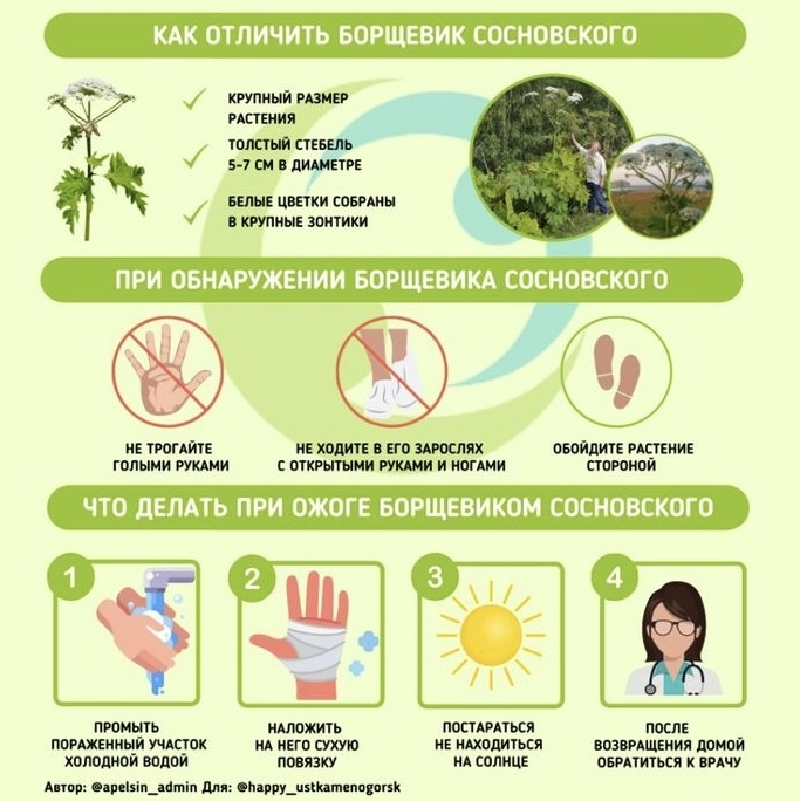 КАК ОТЛИЧИТЬ БОРЩЕВИК СОСНОВСКОГО
КРУПНЫЙ РАЗМЕР
РАСТЕНИЯ
ТОЛСТЫЙ СТЕБЕЛЬ
5-7 СМ В ДИАМЕТРЕ
БЕЛЫЕ ЦВЕТКИ СОБРАНЫ
В КРУПНЫЕ ЗОНТИКИ
ПРИ ОБНАРУЖЕНИИ БОРЩЕВИКА СОСНОВСКОГО
НЕ ТРОГАЙТЕ
ГОЛЫМИ РУКАМИ
НЕ ХОДИТЕ В ЕГО ЗАРОСЛЯХ
С ОТКРЫТЫМИ РУКАМИ И НОГАМИ
ОБОЙДИТЕ РАСТЕНИЕ
СТОРОНОЙ
ЧТО ДЕЛАТЬ ПРИ ОЖОГЕ БОРЩЕВИКОМ СОСНОВСКОГО
1
ПРОМЫТЬ
ПОРАЖЕННЫЙ УЧАСТОК
ХОЛОДНОЙ ВОДОЙ
2
НАЛОЖИТЬ
НА НЕГО СУХУЮ
ПОВЯЗКУ
3
ПОСТАРАТЬСЯ
НЕ НАХОДИТЬСЯ
НА СОЛНЦЕ
4
ПОСЛЕ
ВОЗВРАЩЕНИЯ ДОМОЙ
ОБРАТИТЬСЯ К ВРАЧУ
Автор: @apelsin_admin Для: @happy_ustkamenogorsk